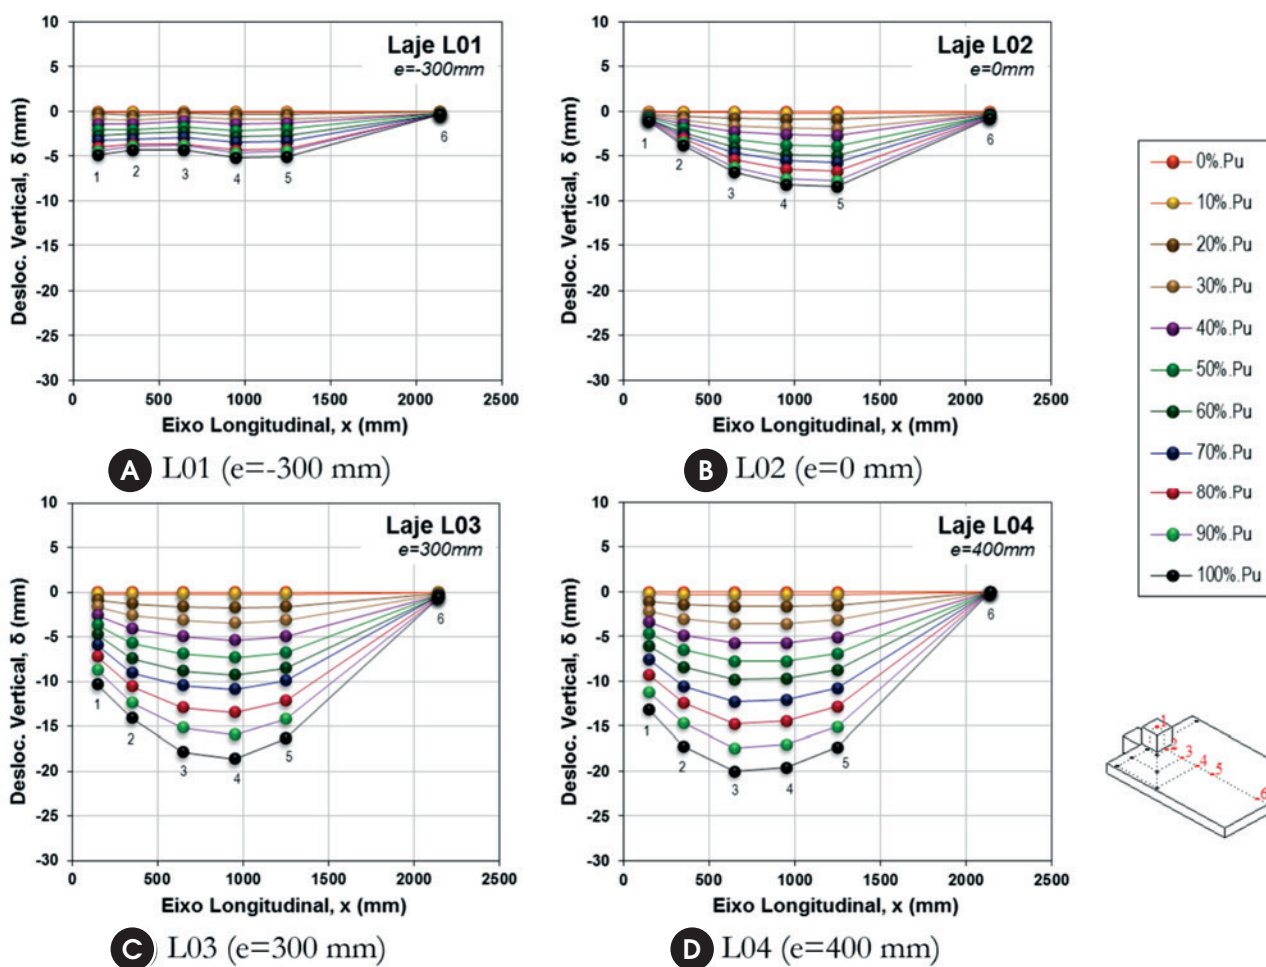 Laje L01
e=-300mm
Desloc. Vertical, δ (mm)
10
5
0
-5
-10
-15
-20
-25
-30
1
2
3
4
5
6
0
500
1000
1500
2000
2500
Eixo Longitudinal, x (mm)
A L01 (e=-300 mm)
Laje L02
e=0mm
Desloc. Vertical, δ (mm)
10
5
0
-5
-10
-15
-20
-25
-30
1
2
3
4
5
6
0
500
1000
1500
2000
2500
Eixo Longitudinal, x (mm)
B L02 (e=0 mm)
Laje L03
e=300mm
Desloc. Vertical, δ (mm)
10
5
0
-5
-10
-15
-20
-25
-30
1
2
3
4
5
6
0
500
1000
1500
2000
2500
Eixo Longitudinal, x (mm)
C L03 (e=300 mm)
Laje L04
e=400mm
Desloc. Vertical, δ (mm)
10
5
0
-5
-10
-15
-20
-25
-30
1
2
3
4
5
6
0
500
1000
1500
2000
2500
Eixo Longitudinal, x (mm)
D L04 (e=400 mm)
0%.Pu
10%.Pu
20%.Pu
30%.Pu
40%.Pu
50%.Pu
60%.Pu
70%.Pu
80%.Pu
90%.Pu
100%.Pu
1
2
3
4
5
6